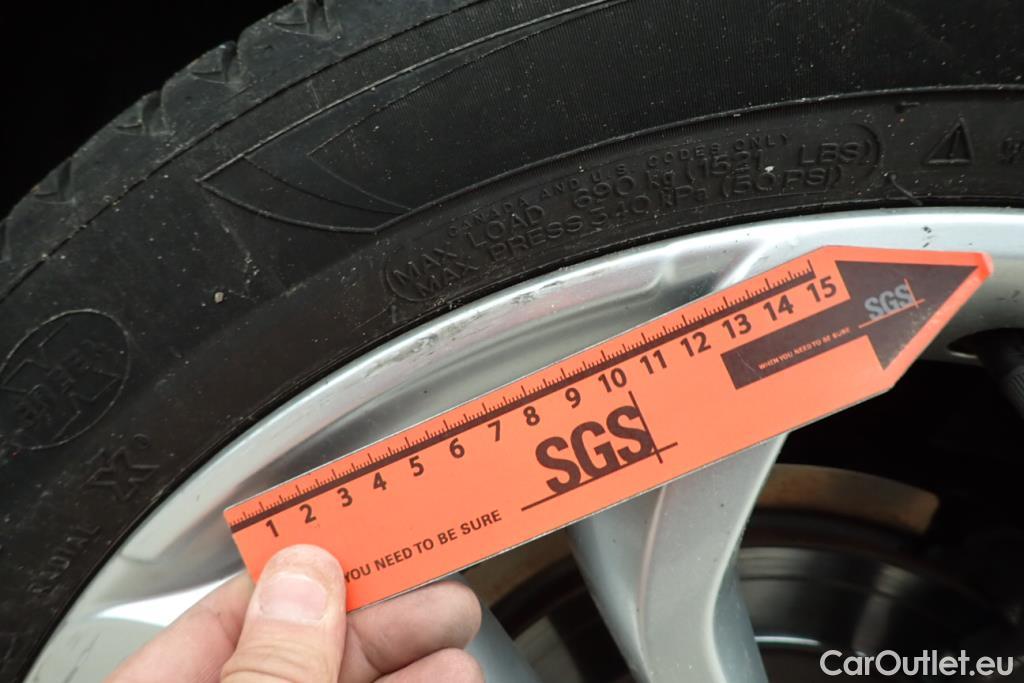 CANADA AND U.S. CODES ONLY
MAX LOAD 690 kg (1521 LBS)
MAX PRESS 340 kPa (50 PSI)
RADIAL X
1 2 3 4 5 6 7 8 9 10 11 12 13 14 15
SGS
WHEN YOU NEED TO BE SURE
SGS
YOU NEED TO BE SURE
CarOutlet.eu